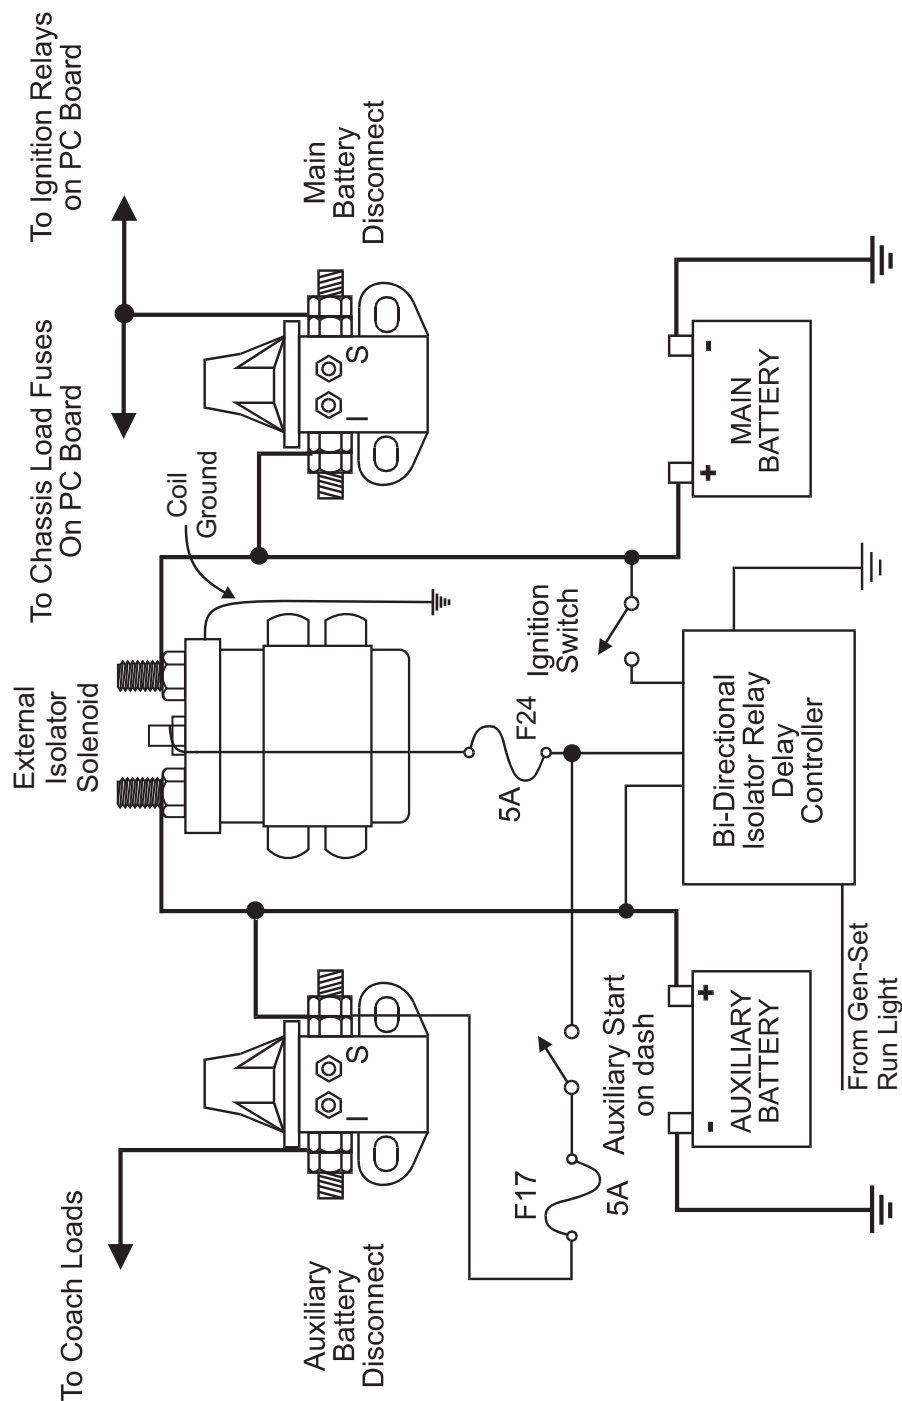 To Coach Loads
External
Isolator
Solenoid
To Chassis Load Fuses
On PC Board
To Ignition Relays
on PC Board
Coil
Ground
Auxiliary
Battery
Disconnect
I
S
I
S
Main
Battery
Disconnect
F17
5A
Auxiliary Start
on dash
5A
F24
Ignition
Switch
-
+
AUXILIARY
BATTERY
Bi-Directional
Isolator Relay
Delay
Controller
+
-
MAIN
BATTERY
From Gen-Set
Run Light